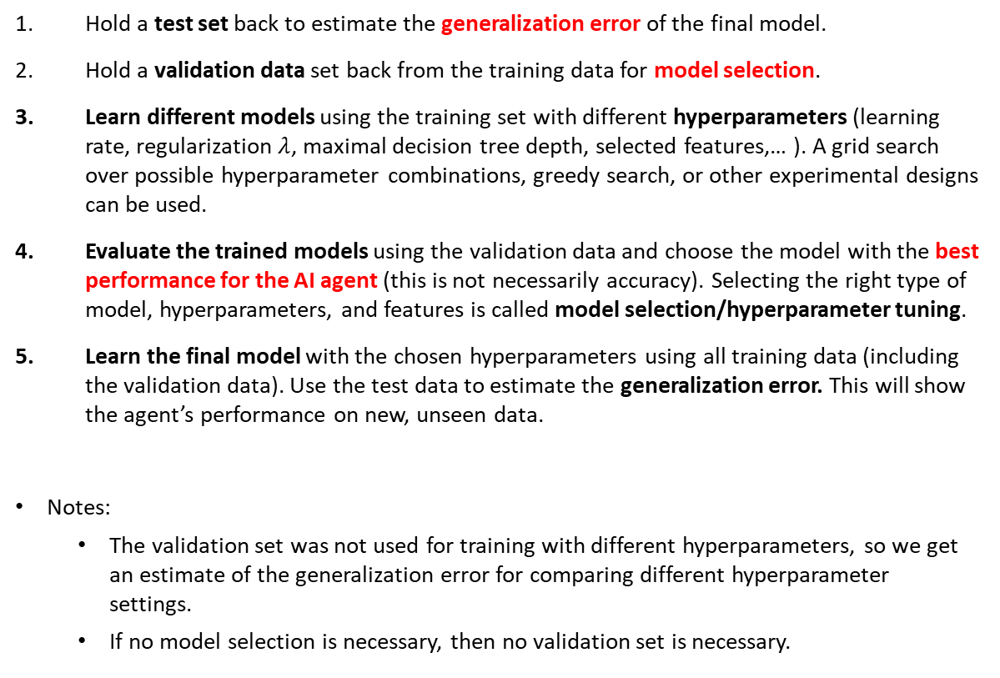 1. Hold a test set back to estimate the generalization error of the final model.
2. Hold a validation data set back from the training data for model selection.
3. Learn different models using the training set with different hyperparameters (learning
rate, regularization λ, maximal decision tree depth, selected features,... ). A grid search
over possible hyperparameter combinations, greedy search, or other experimental designs
can be used.
4. Evaluate the trained models using the validation data and choose the model with the best
performance for the AI agent (this is not necessarily accuracy). Selecting the right type of
model, hyperparameters, and features is called model selection/hyperparameter tuning.
5. Learn the final model with the chosen hyperparameters using all training data (including
the validation data). Use the test data to estimate the generalization error. This will show
the agent’s performance on new, unseen data.
• Notes:
• The validation set was not used for training with different hyperparameters, so we get
an estimate of the generalization error for comparing different hyperparameter
settings.
• If no model selection is necessary, then no validation set is necessary.